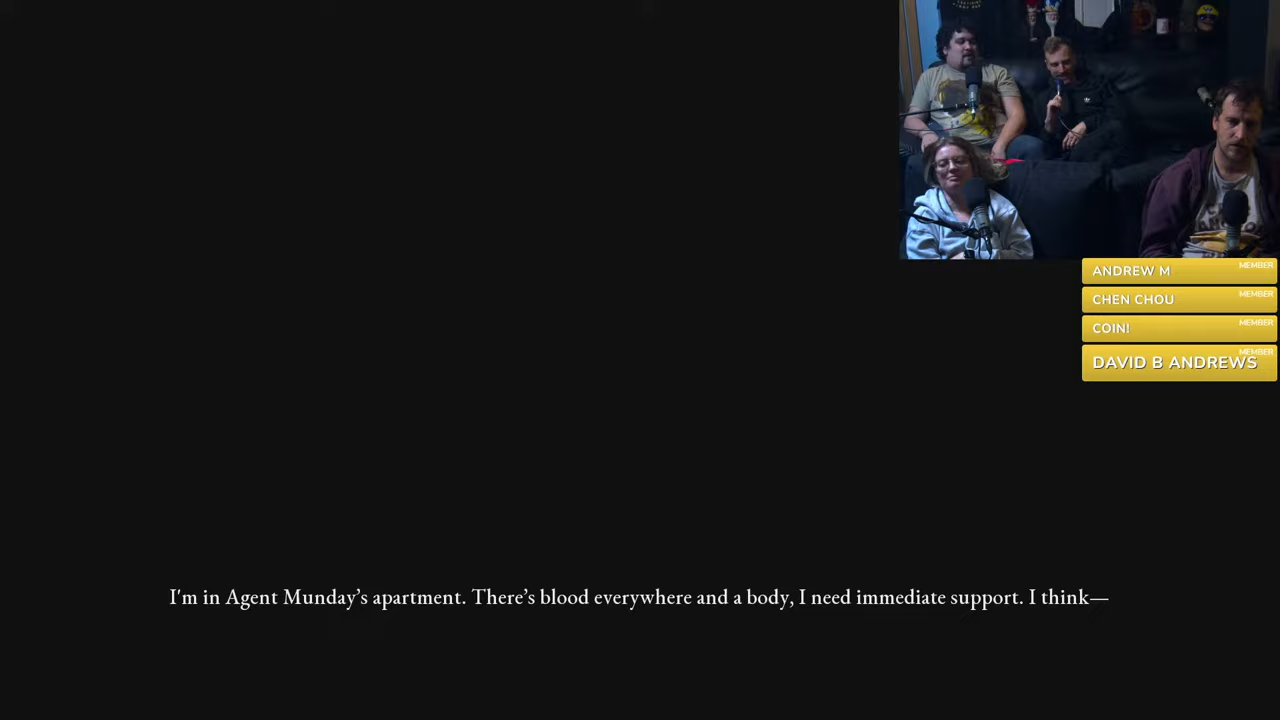 MEMBER
ANDREW M
MEMBER
CHEN CHOU
MEMBER
COIN!
MEMBER
DAVID B ANDREWS
I'm in Agent Munday’s apartment. There’s blood everywhere and a body, I need immediate support. I think—